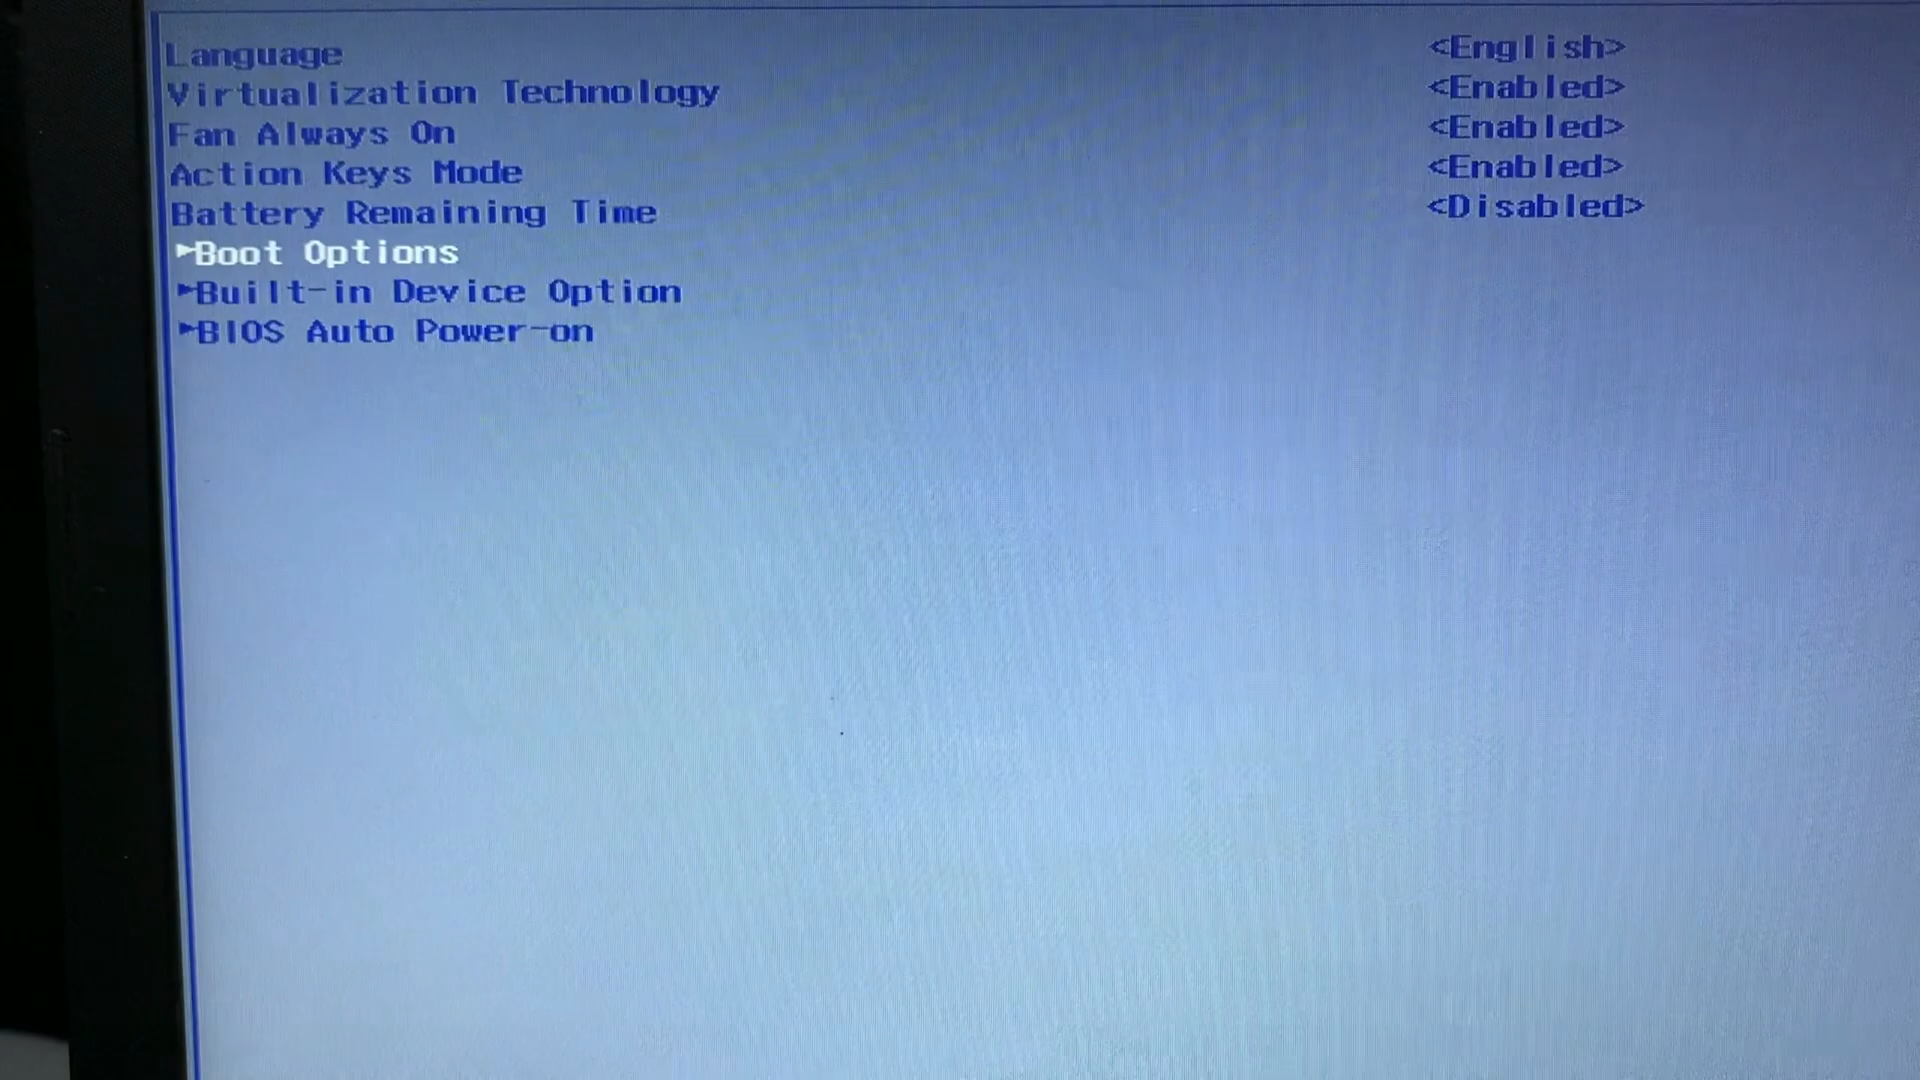 Language <English>
Virtualization Technology <Enabled>
Fan Always On <Enabled>
Action Keys Mode <Enabled>
Battery Remaining Time <Disabled>
►Boot Options
►Built-in Device Option
►BIOS Auto Power-on